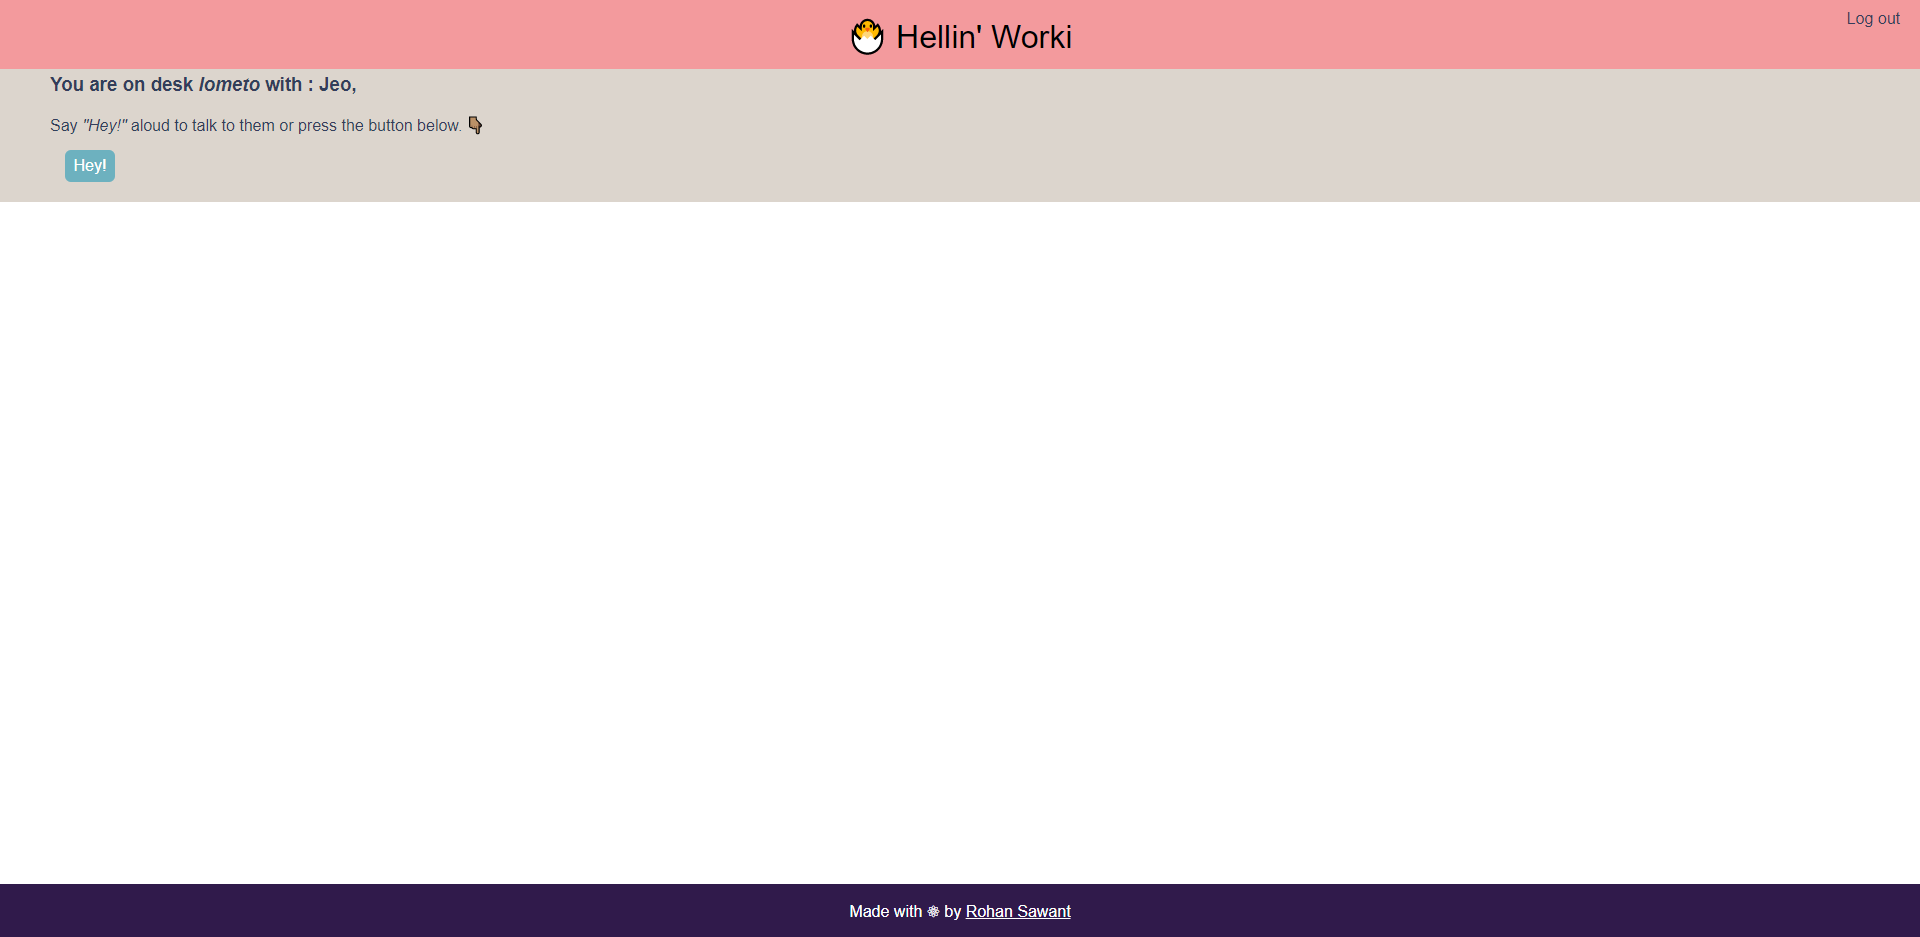 🐣 Hellin' Worki
Log out
You are on desk lometo with : Jeo,
Say "Hey!" aloud to talk to them or press the button below. 👇🏾
Hey!
Made with ⚛ by Rohan Sawant